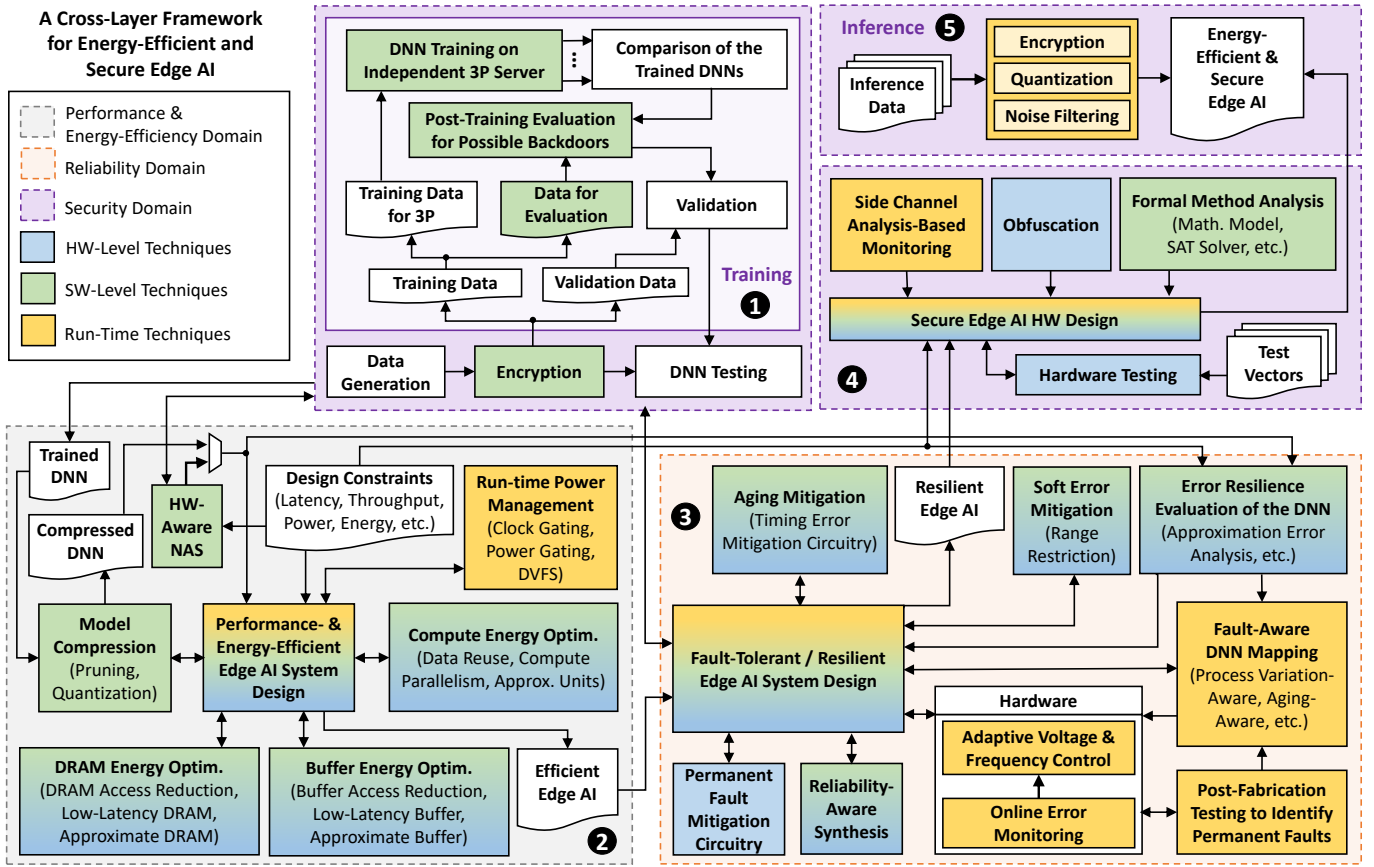 A Cross-Layer Framework
for Energy-Efficient and
Secure Edge AI
Performance &
Energy-Efficiency Domain
Reliability Domain
Security Domain
HW-Level Techniques
SW-Level Techniques
Run-Time Techniques
DNN Training on
Independent 3P Server
Comparison of the
Trained DNNs
Post-Training Evaluation
for Possible Backdoors
Training Data
for 3P
Data for
Evaluation
Validation
Training Data
Validation Data
Training
1
Data
Generation
Encryption
DNN Testing
Inference
5
Inference
Data
Encryption
Quantization
Noise Filtering
Energy-
Efficient &
Secure
Edge AI
Side Channel
Analysis-Based
Monitoring
Obfuscation
Formal Method Analysis
(Math. Model,
SAT Solver, etc.)
Secure Edge AI HW Design
4
Hardware Testing
Test
Vectors
Trained
DNN
Compressed
DNN
HW-
Aware
NAS
Design Constraints
(Latency, Throughput,
Power, Energy, etc.)
Run-time Power
Management
(Clock Gating,
Power Gating,
DVFS)
Model
Compression
(Pruning,
Quantization)
Performance- &
Energy-Efficient
Edge AI System
Design
Compute Energy Optim.
(Data Reuse, Compute
Parallelism, Approx. Units)
DRAM Energy Optim.
(DRAM Access Reduction,
Low-Latency DRAM,
Approximate DRAM)
Buffer Energy Optim.
(Buffer Access Reduction,
Low-Latency Buffer,
Approximate Buffer)
Efficient
Edge AI
2
3
Aging Mitigation
(Timing Error
Mitigation Circuitry)
Resilient
Edge AI
Soft Error
Mitigation
(Range
Restriction)
Error Resilience
Evaluation of the DNN
(Approximation Error
Analysis, etc.)
Fault-Tolerant / Resilient
Edge AI System Design
Fault-Aware
DNN Mapping
(Process Variation-
Aware, Aging-
Aware, etc.)
Hardware
Adaptive Voltage &
Frequency Control
Online Error
Monitoring
Permanent
Fault
Mitigation
Circuitry
Reliability-
Aware
Synthesis
Post-Fabrication
Testing to Identify
Permanent Faults